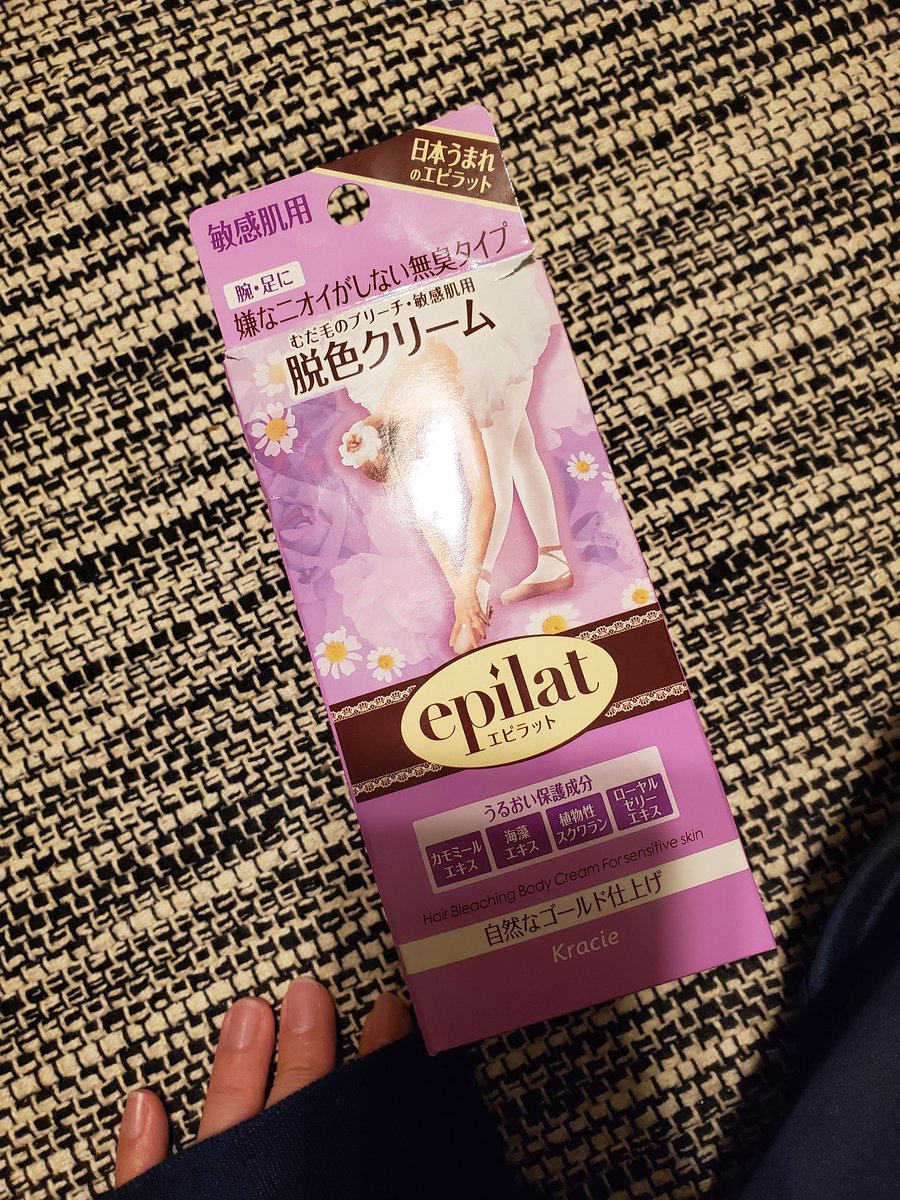 日本うまれ
のエピラット
敏感肌用
腕・足に
嫌なニオイがしない無臭タイプ
むだ毛のブリーチ・敏感肌用
脱色クリーム
epilat
エピラット
うるおい保護成分
カモミール
エキス
海藻
エキス
植物性
スクワラン
ローヤル
ゼリー
エキス
Hair Bleaching Body Cream For sensitive skin
自然なゴールド仕上げ
Kracie